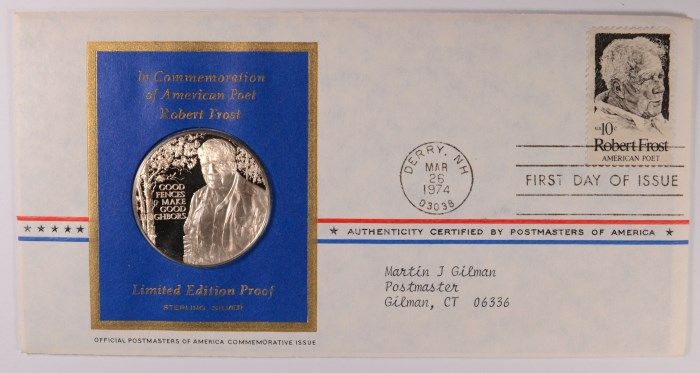 In Commemoration
of American Poet
Robert Frost
GOOD
FENCES
& MAKE
GOOD
NEIGHBORS
Limited Edition Proof
STERLING SILVER
OFFICIAL POSTMASTERS OF AMERICA COMMEMORATIVE ISSUE
U.S. 10c
Robert Frost
AMERICAN POET
DERRY, NH
MAR
26
1974
03038
FIRST DAY OF ISSUE
★★★★★
★ AUTHENTICITY CERTIFIED BY POSTMASTERS OF AMERICA ★
Martin J Gilman
Postmaster
Gilman, CT 06336